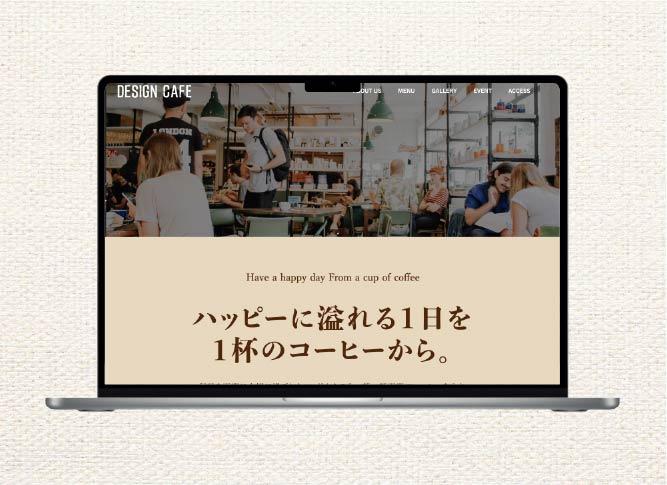 DESIGN CAFE
ABOUT US
MENU
GALLERY
EVENT
ACCESS
LONDON
Have a happy day From a cup of coffee
ハッピーに溢れる1日を
1杯のコーヒーから。